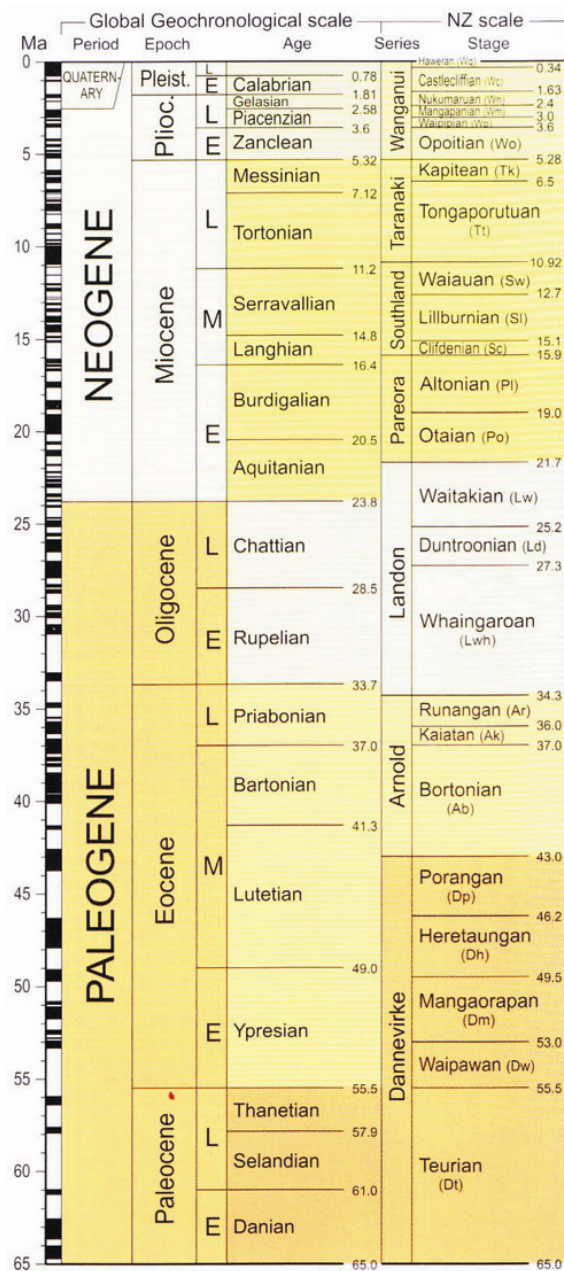 Global Geochronological scale
NZ scale
Ma
Period
Epoch
Age
Series
Stage
0
5
10
15
20
25
30
35
40
45
50
55
60
65
QUATERN-
ARY
NEOGENE
PALEOGENE
Pleist.
Plioc.
Miocene
Oligocene
Eocene
Paleocene
L
E
L
E
L
M
E
L
E
L
M
E
L
E
0.78
Calabrian
1.81
Gelasian
2.58
Piacenzian
3.6
Zanclean
5.32
Messinian
7.12
Tortonian
11.2
Serravallian
14.8
Langhian
16.4
Burdigalian
20.5
Aquitanian
23.8
Chattian
28.5
Rupelian
33.7
Priabonian
37.0
Bartonian
41.3
Lutetian
49.0
Ypresian
55.5
Thanetian
57.9
Selandian
61.0
Danian
65.0
Wanganui
Taranaki
Southland
Pareora
Landon
Arnold
Dannevirke
Haweran (Wq)
0.34
Castlecliffian (Wc)
1.63
Nukumaruan (Wn)
2.4
Mangapanian (Wm)
3.0
Waipipian (Wp)
3.6
Opoitian (Wo)
5.28
Kapitean (Tk)
6.5
Tongaporutuan
(Tt)
10.92
Waiauan (Sw)
12.7
Lillburnian (Sl)
15.1
Clifdenian (Sc)
15.9
Altonian (Pl)
19.0
Otaian (Po)
21.7
Waitakian (Lw)
25.2
Duntroonian (Ld)
27.3
Whaingaroan
(Lwh)
34.3
Runangan (Ar)
36.0
Kaiatan (Ak)
37.0
Bortonian
(Ab)
43.0
Porangan
(Dp)
46.2
Heretaungan
(Dh)
49.5
Mangaorapan
(Dm)
53.0
Waipawan (Dw)
55.5
Teurian
(Dt)
65.0